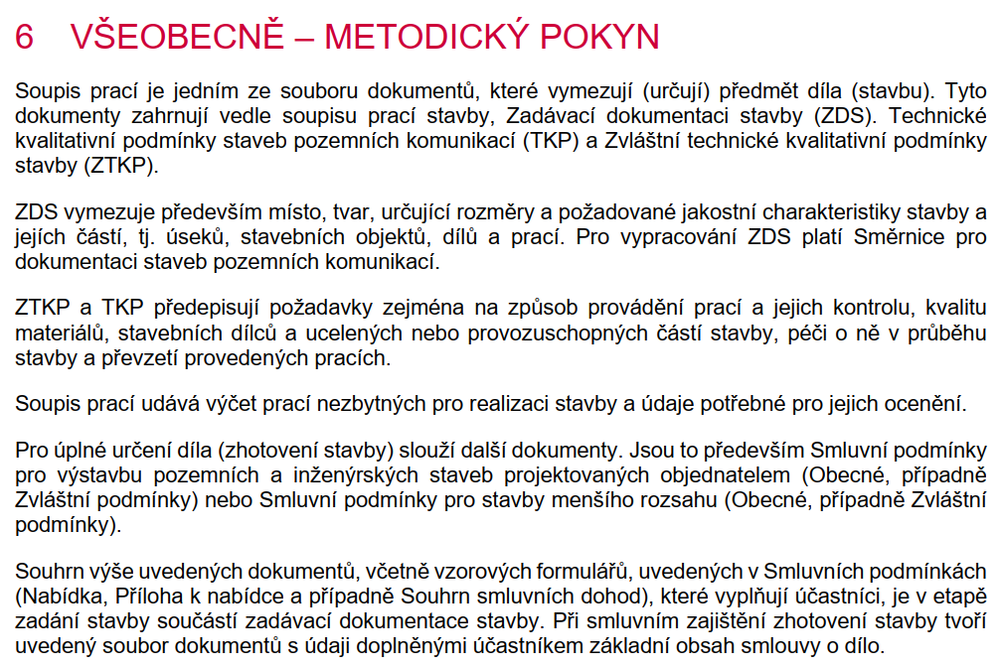 6 VŠEOBECNĚ – METODICKÝ POKYN
Soupis prací je jedním ze souboru dokumentů, které vymezují (určují) předmět díla (stavbu). Tyto
dokumenty zahrnují vedle soupisu prací stavby, Zadávací dokumentaci stavby (ZDS). Technické
kvalitativní podmínky staveb pozemních komunikací (TKP) a Zvláštní technické kvalitativní podmínky
stavby (ZTKP).
ZDS vymezuje především místo, tvar, určující rozměry a požadované jakostní charakteristiky stavby a
jejích částí, tj. úseků, stavebních objektů, dílů a prací. Pro vypracování ZDS platí Směrnice pro
dokumentaci staveb pozemních komunikací.
ZTKP a TKP předepisují požadavky zejména na způsob provádění prací a jejich kontrolu, kvalitu
materiálů, stavebních dílců a ucelených nebo provozuschopných částí stavby, péči o ně v průběhu
stavby a převzetí provedených pracích.
Soupis prací udává výčet prací nezbytných pro realizaci stavby a údaje potřebné pro jejich ocenění.
Pro úplné určení díla (zhotovení stavby) slouží další dokumenty. Jsou to především Smluvní podmínky
pro výstavbu pozemních a inženýrských staveb projektovaných objednatelem (Obecné, případně
Zvláštní podmínky) nebo Smluvní podmínky pro stavby menšího rozsahu (Obecné, případně Zvláštní
podmínky).
Souhrn výše uvedených dokumentů, včetně vzorových formulářů, uvedených v Smluvních podmínkách
(Nabídka, Příloha k nabídce a případně Souhrn smluvních dohod), které vyplňují účastníci, je v etapě
zadání stavby součástí zadávací dokumentace stavby. Při smluvním zajištění zhotovení stavby tvoří
uvedený soubor dokumentů s údaji doplněnými účastníkem základní obsah smlouvy o dílo.